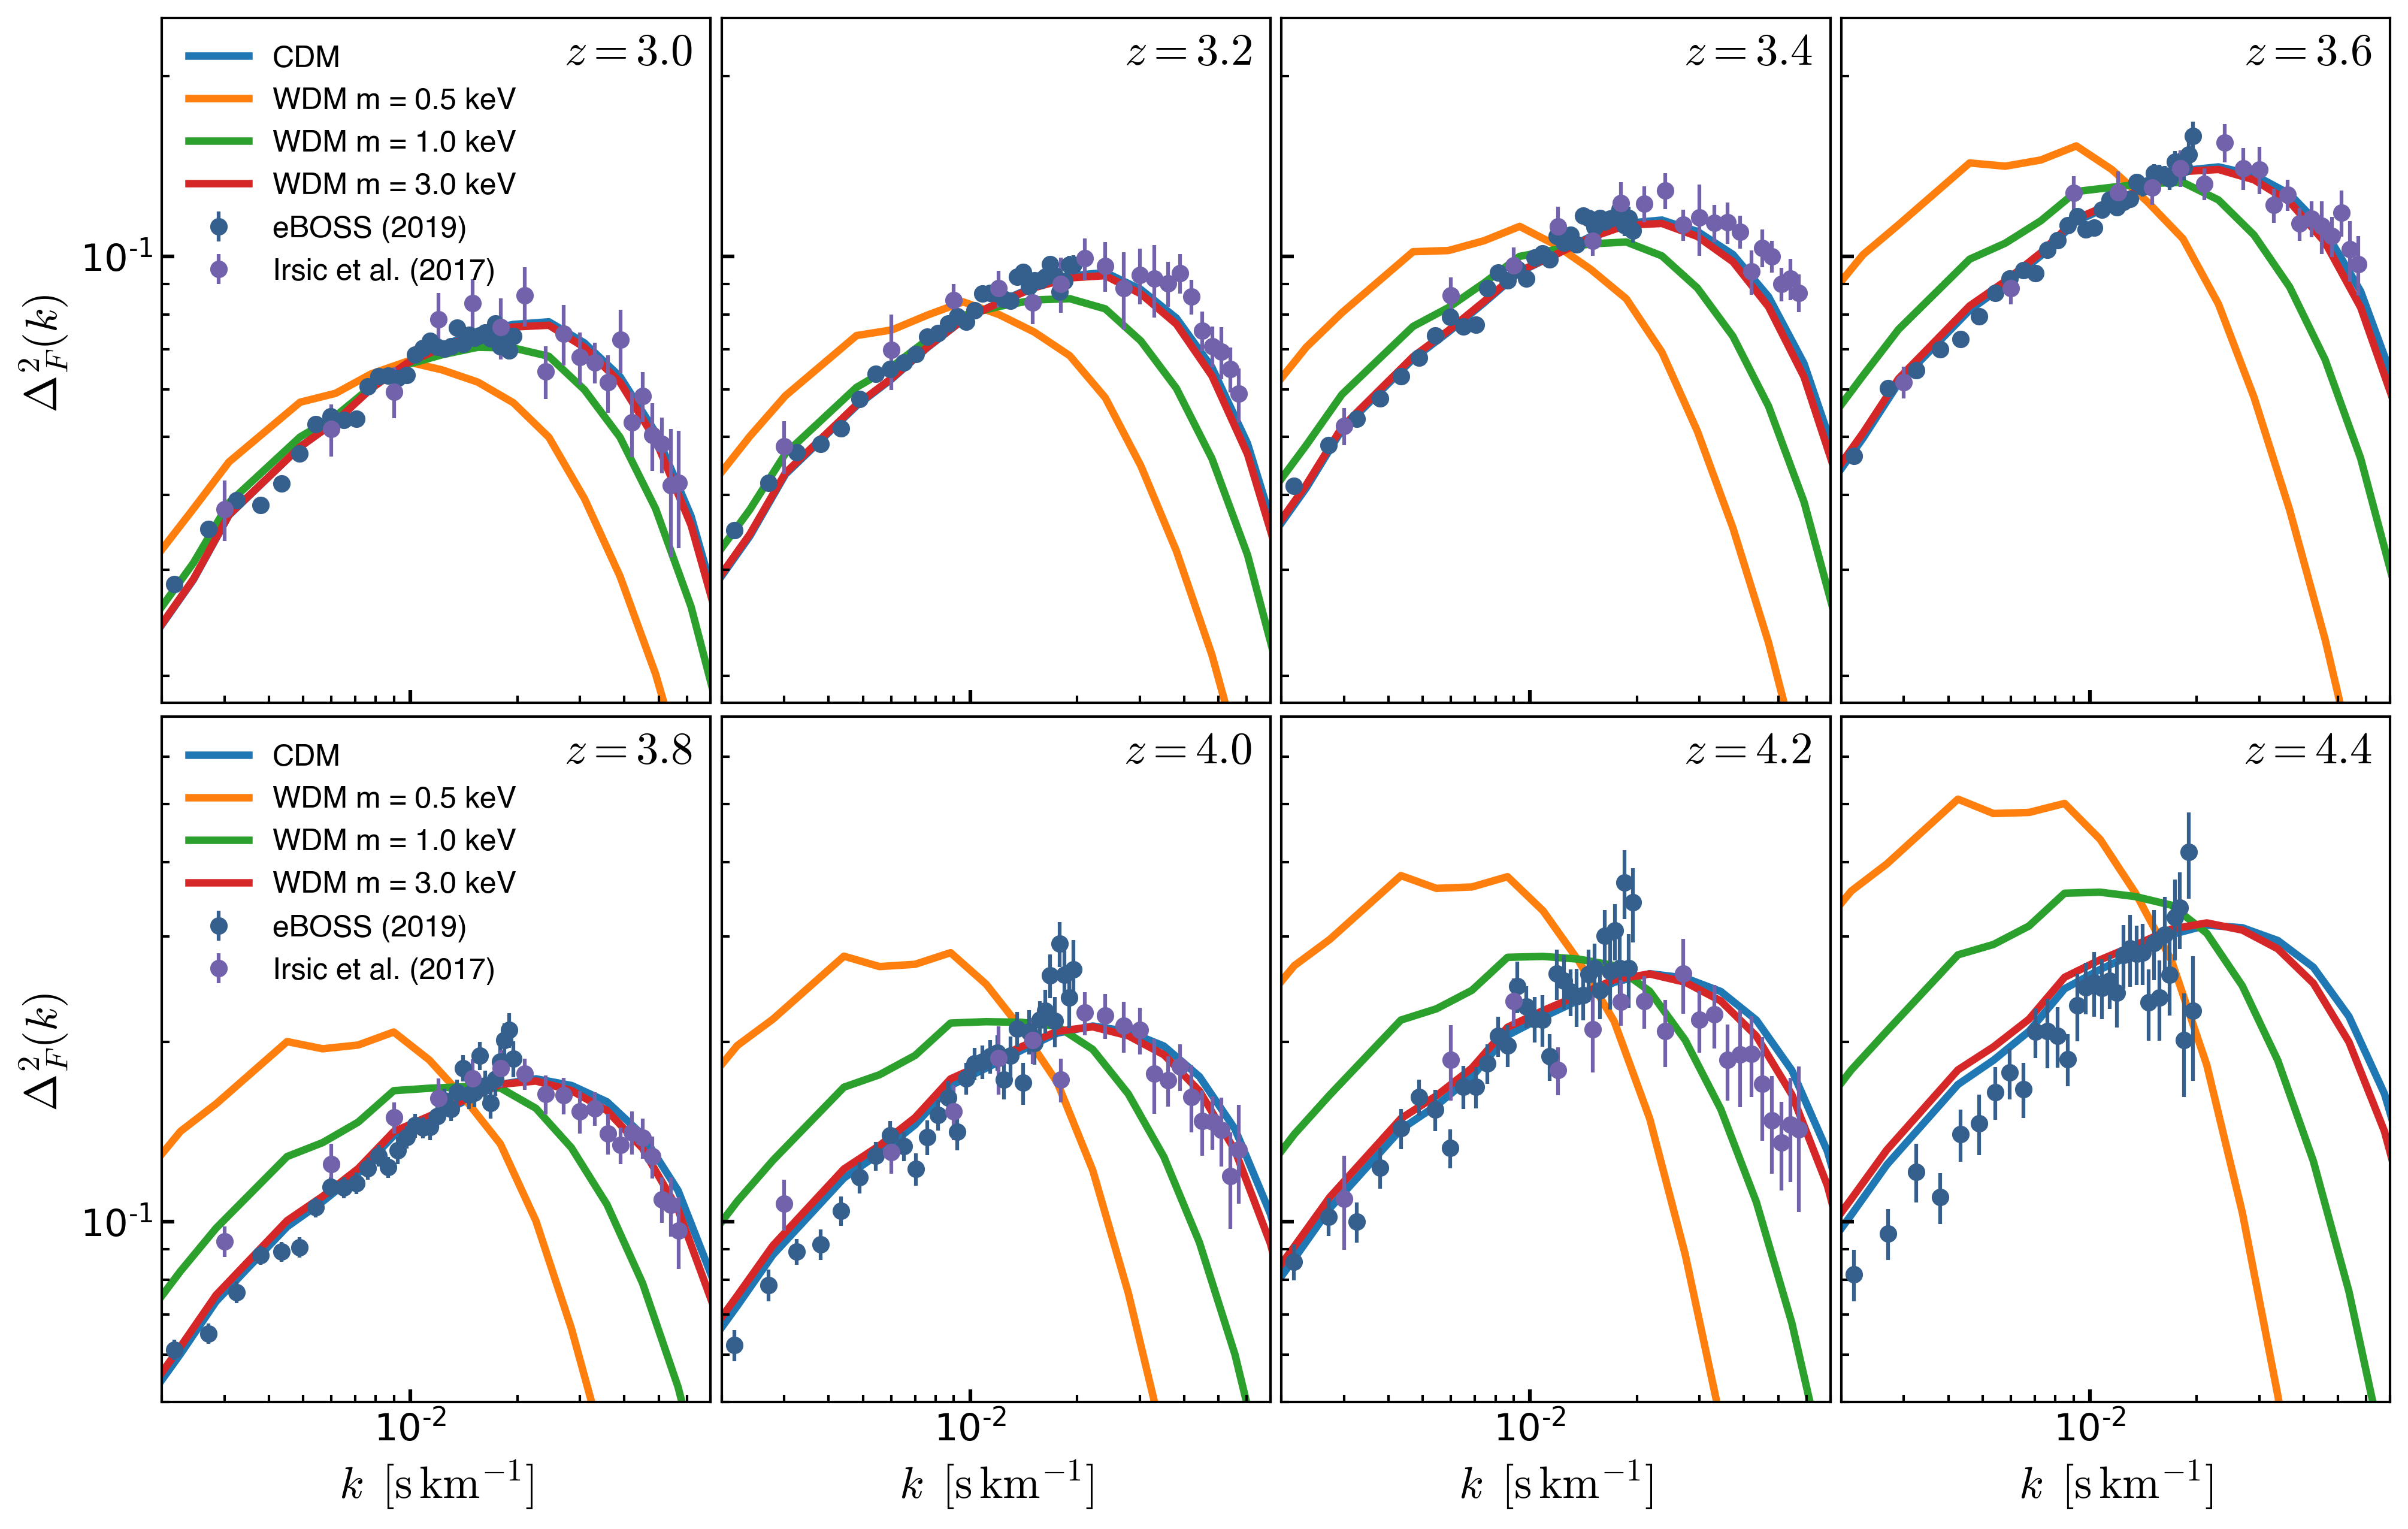 z = 3.0
CDM
WDM m = 0.5 keV
WDM m = 1.0 keV
WDM m = 3.0 keV
eBOSS (2019)
Irsic et al. (2017)
z = 3.2
z = 3.4
z = 3.6
10⁻¹
Δ²_F(k)
z = 3.8
CDM
WDM m = 0.5 keV
WDM m = 1.0 keV
WDM m = 3.0 keV
eBOSS (2019)
Irsic et al. (2017)
z = 4.0
z = 4.2
z = 4.4
10⁻¹
Δ²_F(k)
10⁻² 10⁻² 10⁻² 10⁻²
k [s km⁻¹] k [s km⁻¹] k [s km⁻¹] k [s km⁻¹]